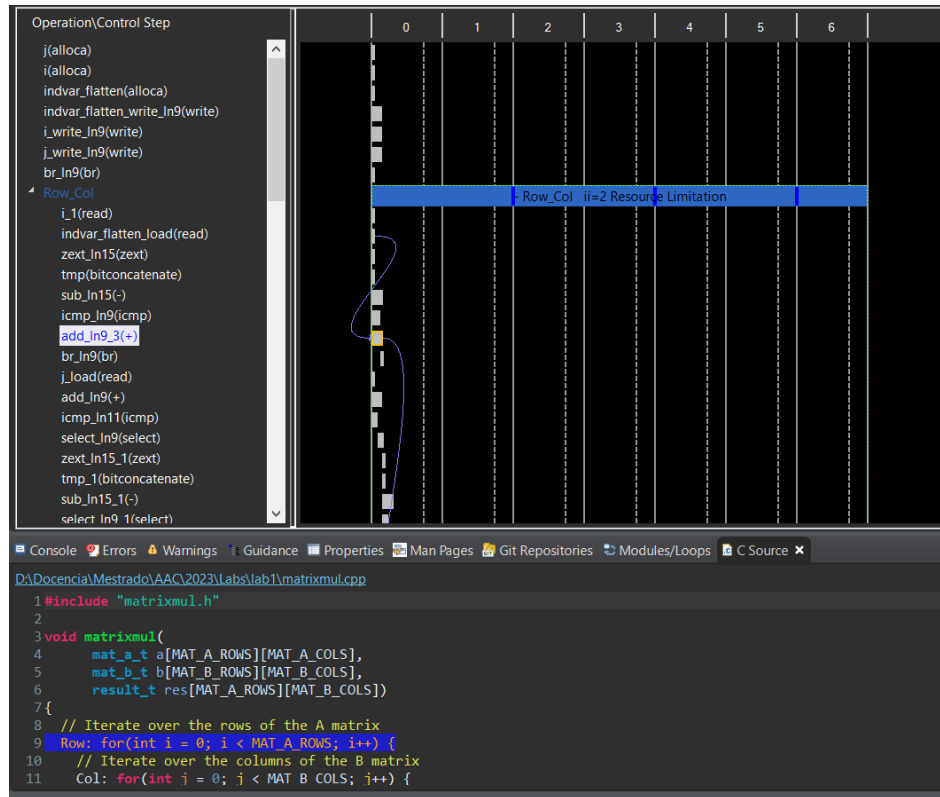 Operation\Control Step
0 1 2 3 4 5 6
j(alloca)
i(alloca)
indvar_flatten(alloca)
indvar_flatten_write_ln9(write)
i_write_ln9(write)
j_write_ln9(write)
br_ln9(br)
Row_Col
- Row_Col ii=2 Resource Limitation
i_1(read)
indvar_flatten_load(read)
zext_ln15(zext)
tmp(bitconcatenate)
sub_ln15(-)
icmp_ln9(icmp)
add_ln9_3(+)
br_ln9(br)
j_load(read)
add_ln9(+)
icmp_ln11(icmp)
select_ln9(select)
zext_ln15_1(zext)
tmp_1(bitconcatenate)
sub_ln15_1(-)
select_ln9_1(select)
Console Errors Warnings Guidance Properties Man Pages Git Repositories Modules/Loops C Source
D:\Docencia\Mestrado\AAC\2023\Labs\lab1\matrixmul.cpp
1 #include "matrixmul.h"
2
3 void matrixmul(
4 mat_a_t a[MAT_A_ROWS][MAT_A_COLS],
5 mat_b_t b[MAT_B_ROWS][MAT_B_COLS],
6 result_t res[MAT_A_ROWS][MAT_B_COLS])
7 {
8 // Iterate over the rows of the A matrix
9 Row: for(int i = 0; i < MAT_A_ROWS; i++) {
10 // Iterate over the columns of the B matrix
11 Col: for(int j = 0; j < MAT_B_COLS; j++) {